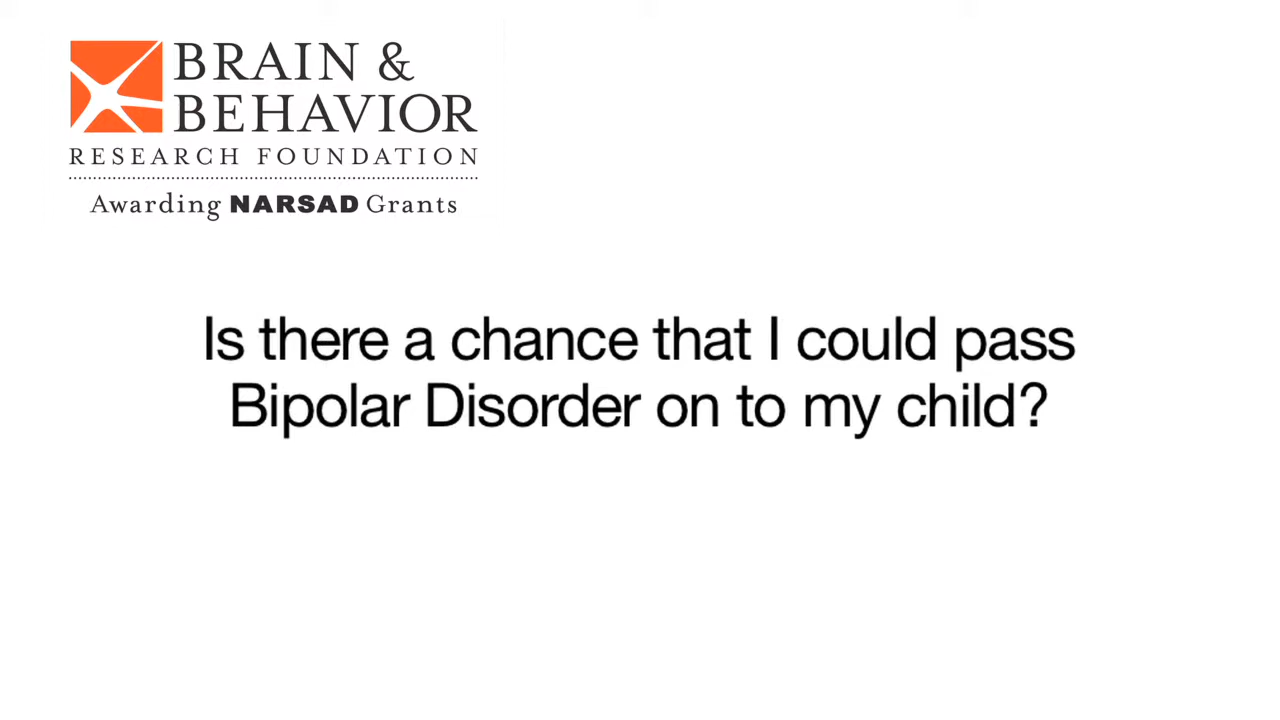 BRAIN &
BEHAVIOR
RESEARCH FOUNDATION
Awarding NARSAD Grants
Is there a chance that I could pass
Bipolar Disorder on to my child?